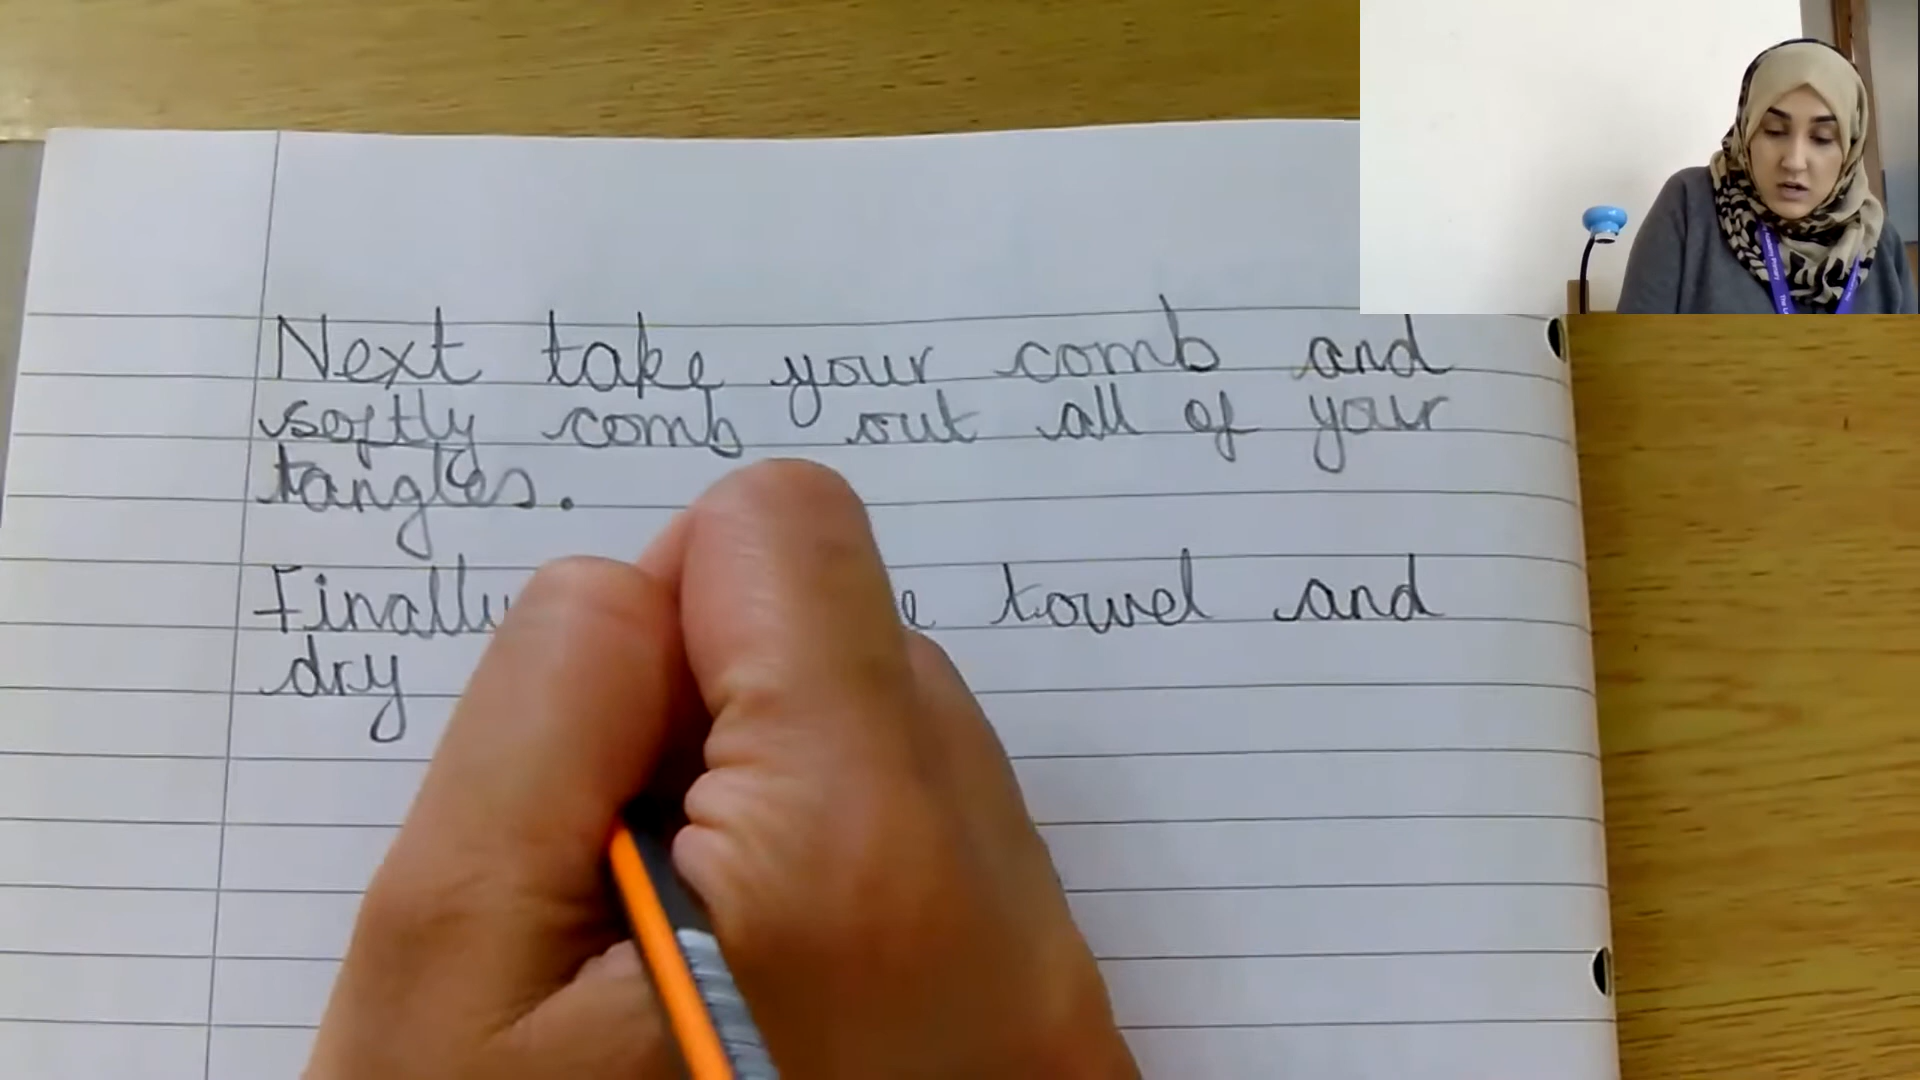 Next take your comb and
softly comb out all of your
tangles.
Finally towel and
dry